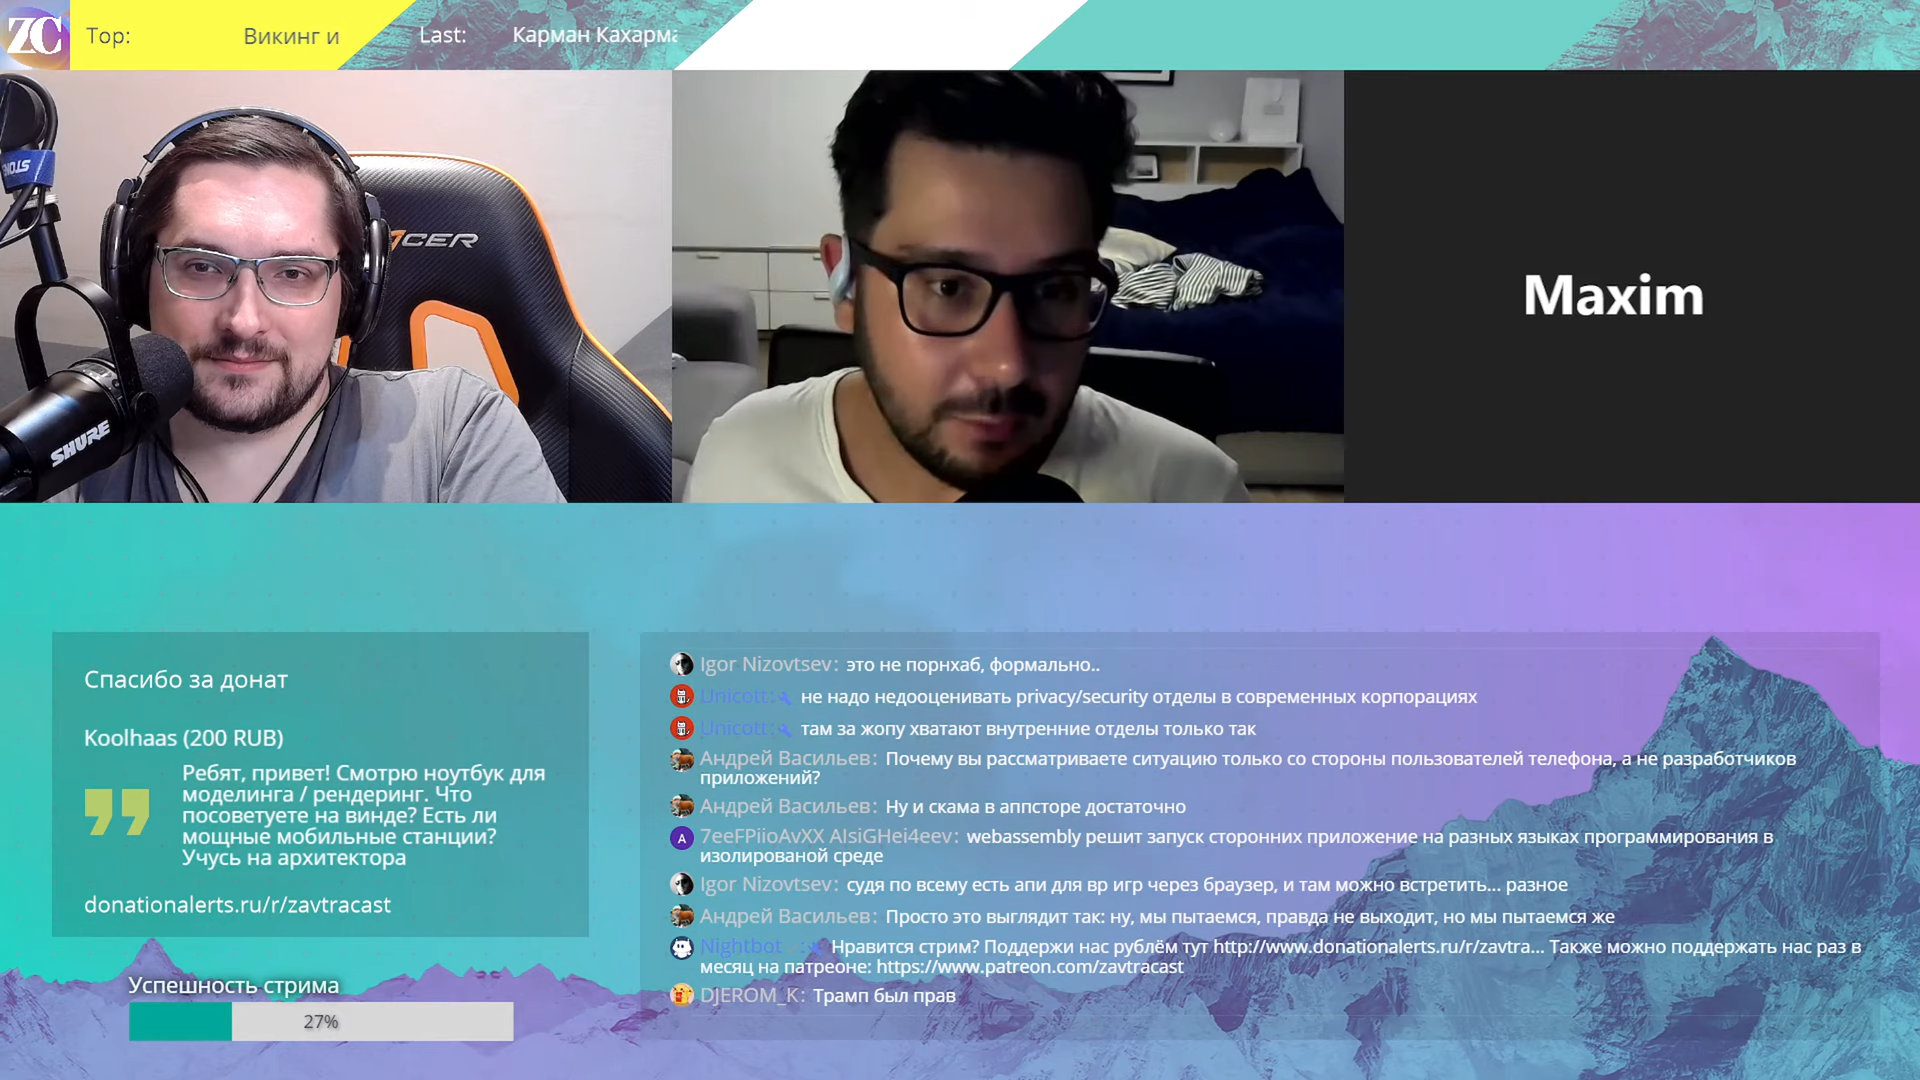 ZC
Top:
Викинг и
Last:
Карман Кахарма
ACER
SHURE
Maxim
Спасибо за донат
Koolhaas (200 RUB)
Ребят, привет! Смотрю ноутбук для
моделинга / рендеринг. Что
посоветуете на винде? Есть ли
мощные мобильные станции?
Учусь на архитектора
donationalerts.ru/r/zavtracast
Успешность стрима
27%
Igor Nizovtsev: это не порнхаб, формально..
Unicott: не надо недооценивать privacy/security отделы в современных корпорациях
Unicott: там за жопу хватают внутренние отделы только так
Андрей Васильев: Почему вы рассматриваете ситуацию только со стороны пользователей телефона, а не разработчиков
приложений?
Андрей Васильев: Ну и скама в аппсторе достаточно
A 7eeFPiioAvXX AIsiGHei4eev: webassembly решит запуск сторонних приложение на разных языках программирования в
изолированой среде
Igor Nizovtsev: судя по всему есть апи для вр игр через браузер, и там можно встретить... разное
Андрей Васильев: Просто это выглядит так: ну, мы пытаемся, правда не выходит, но мы пытаемся же
Nightbot : Нравится стрим? Поддержи нас рублём тут http://www.donationalerts.ru/r/zavtra... Также можно поддержать нас раз в
месяц на патреоне: https://www.patreon.com/zavtracast
DJEROM_K: Трамп был прав